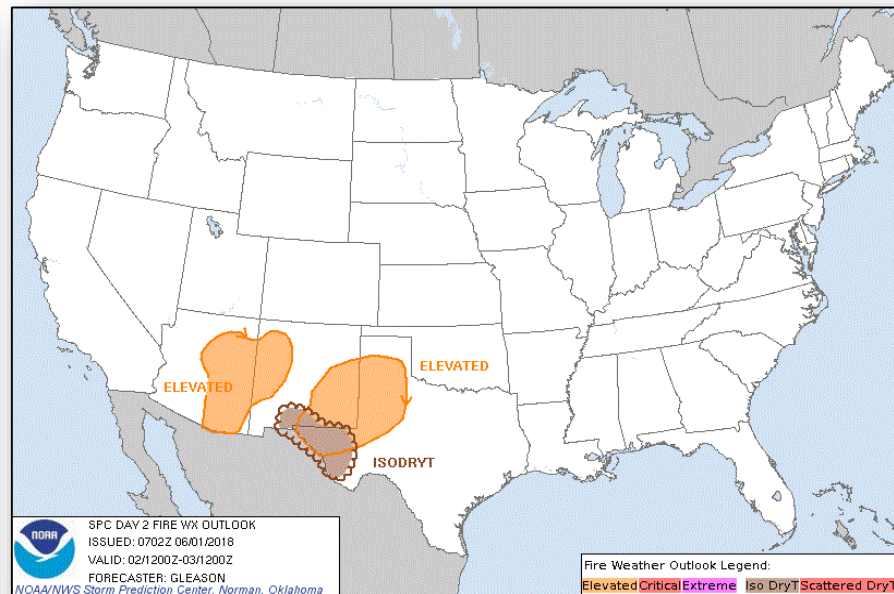 ELEVATED
ELEVATED
ISODRYT
NOAA
SPC DAY 2 FIRE WX OUTLOOK
ISSUED: 0702Z 06/01/2018
VALID: 02/1200Z-03/1200Z
FORECASTER: GLEASON
NOAA/NWS Storm Prediction Center, Norman, Oklahoma
Fire Weather Outlook Legend:
Elevated Critical Extreme Iso DryT Scattered DryT